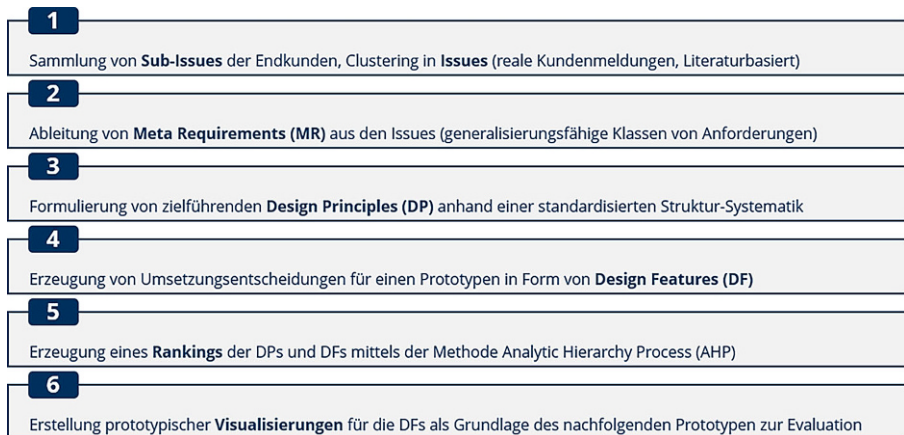 1
Sammlung von Sub-Issues der Endkunden, Clustering in Issues (reale Kundenmeldungen, Literaturbasiert)
2
Ableitung von Meta Requirements (MR) aus den Issues (generalisierungsfähige Klassen von Anforderungen)
3
Formulierung von zielführenden Design Principles (DP) anhand einer standardisierten Struktur-Systematik
4
Erzeugung von Umsetzungsentscheidungen für einen Prototypen in Form von Design Features (DF)
5
Erzeugung eines Rankings der DPs und DFs mittels der Methode Analytic Hierarchy Process (AHP)
6
Erstellung prototypischer Visualisierungen für die DFs als Grundlage des nachfolgenden Prototypen zur Evaluation